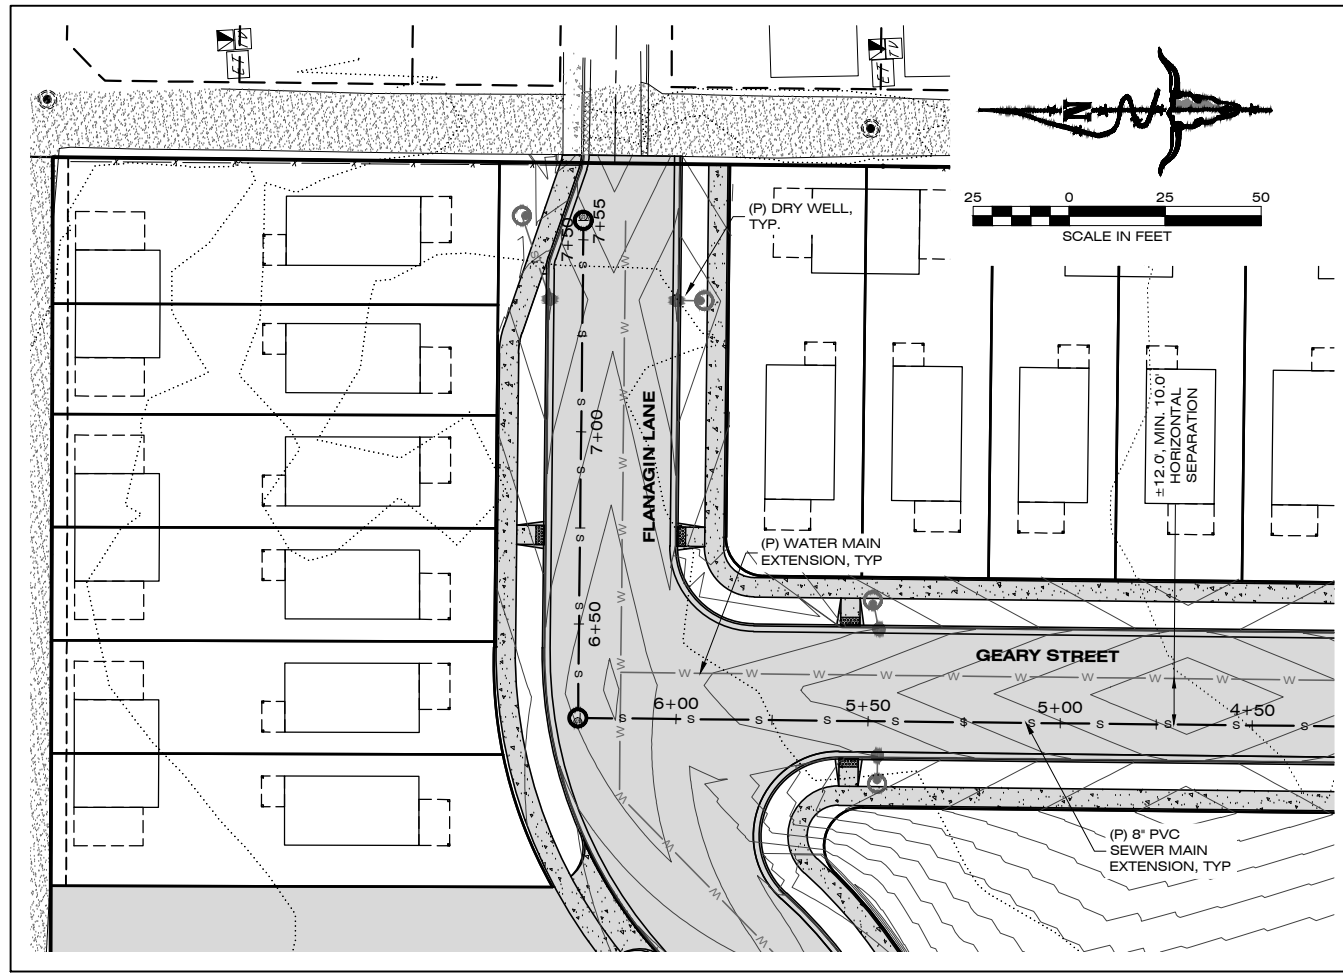 N
25 0 25 50
SCALE IN FEET
(P) DRY WELL,
TYP.
7+50
7+55
7+00
FLANAGIN LANE
6+50
(P) WATER MAIN
EXTENSION, TYP
±12.0', MIN. 10.0'
HORIZONTAL
SEPARATION
GEARY STREET
W W W W W W W
6+00 5+50 5+00 4+50
S S S S S S S S S
(P) 8" PVC
SEWER MAIN
EXTENSION, TYP